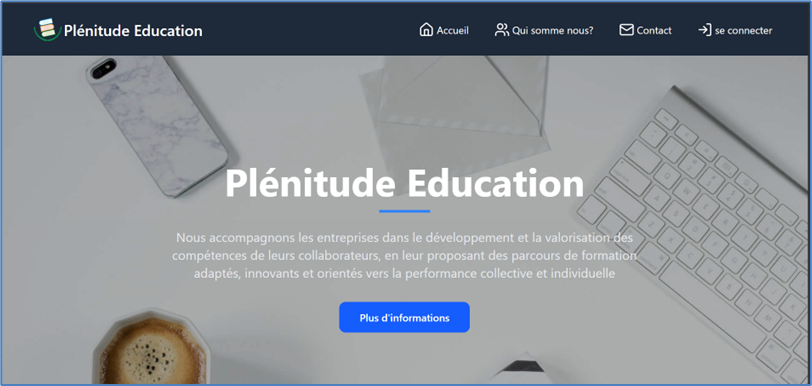 Plénitude Education
Accueil
Qui somme nous?
Contact
se connecter
Plénitude Education
Nous accompagnons les entreprises dans le développement et la valorisation des
compétences de leurs collaborateurs, en leur proposant des parcours de formation
adaptés, innovants et orientés vers la performance collective et individuelle
Plus d'informations